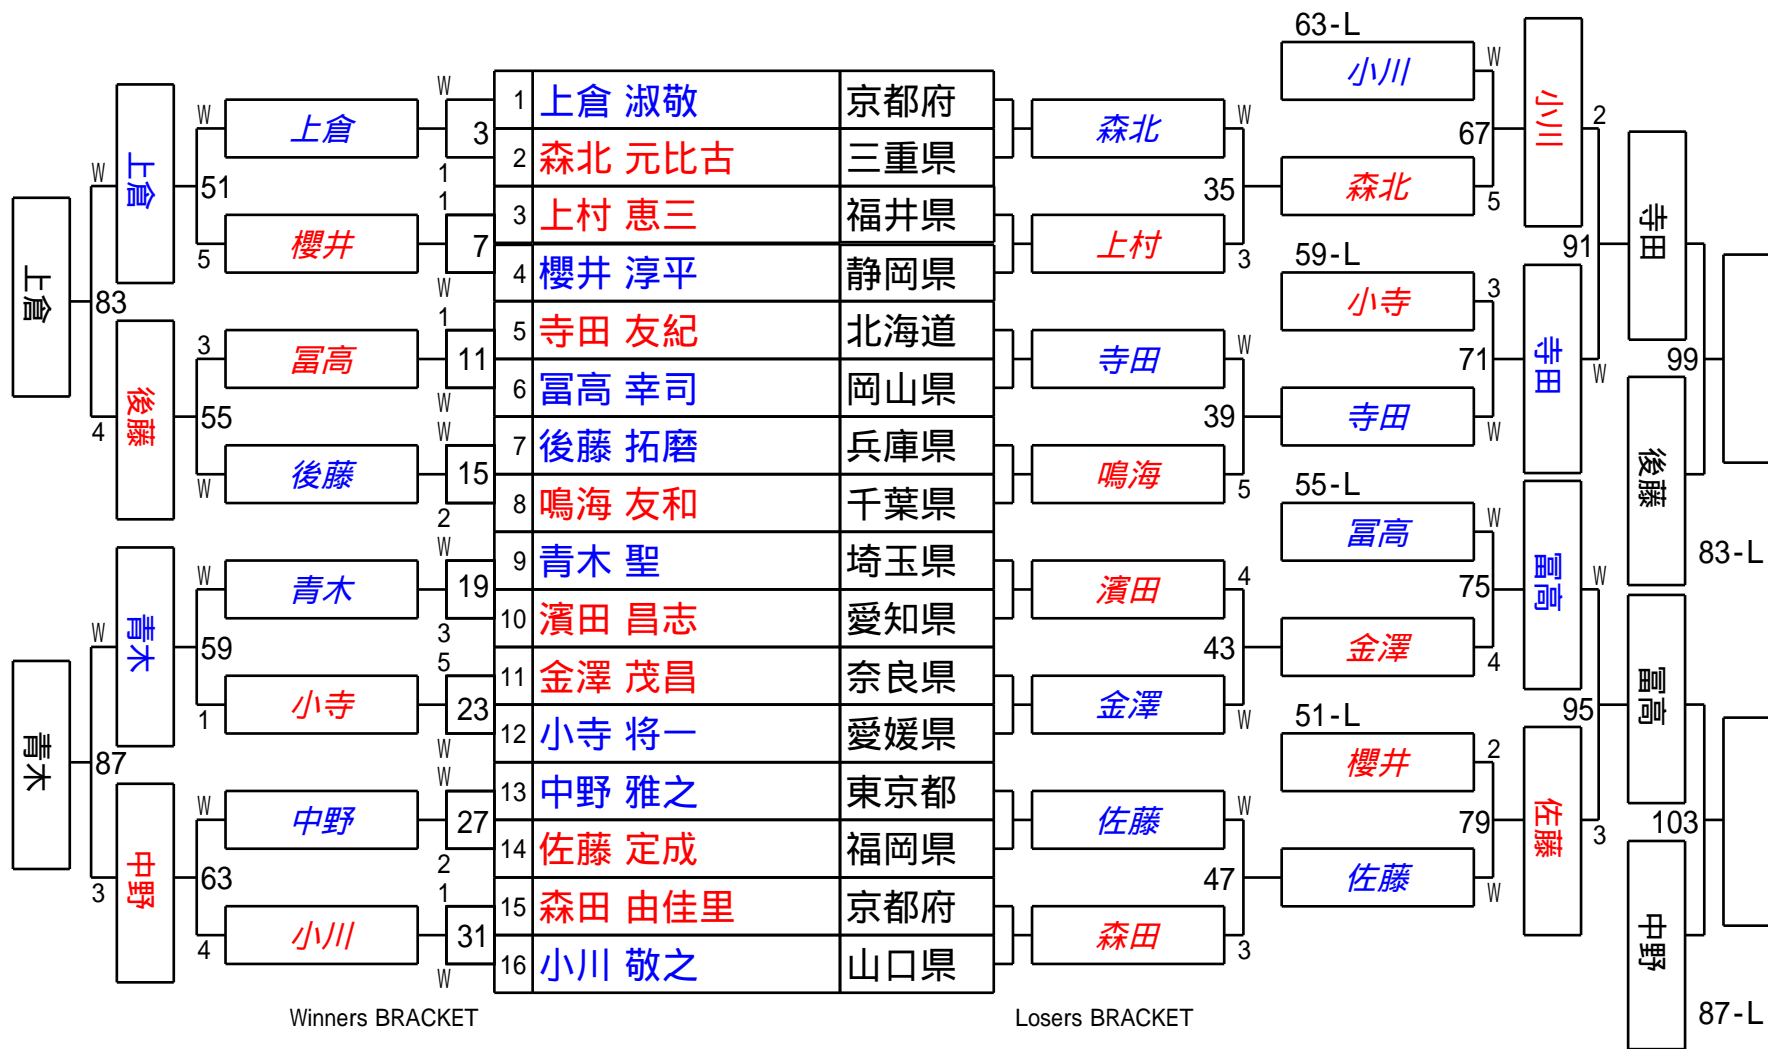 63-L
小川
W
小川
2
W
上倉
W
上倉
W
3
1 上倉 淑敬 京都府
森北
W
67
寺田
W
上倉
51
1
2 森北 元比古 三重県
35
森北
5
上倉
櫻井
5
1
7
3 上村 恵三 福井県
上村
3
91
83
W
4 櫻井 淳平 静岡県
59-L
小寺
3
寺田
W
後藤
4
冨高
3
1
11
5 寺田 友紀 北海道
寺田
W
71
99
55
W
6 冨高 幸司 岡山県
39
寺田
W
後藤
83-L
後藤
W
W
15
7 後藤 拓磨 兵庫県
鳴海
5
2
8 鳴海 友和 千葉県
55-L
冨高
W
冨高
W
青木
W
青木
W
W
19
9 青木 聖 埼玉県
濱田
4
75
冨高
59
3
10 濱田 昌志 愛知県
43
金澤
4
青木
小寺
1
5
23
11 金澤 茂昌 奈良県
金澤
W
95
87
W
12 小寺 将一 愛媛県
51-L
櫻井
2
佐藤
3
中野
3
中野
W
W
27
13 中野 雅之 東京都
佐藤
W
79
103
63
2
14 佐藤 定成 福岡県
47
佐藤
W
中野
87-L
小川
4
1
31
15 森田 由佳里 京都府
森田
3
W
16 小川 敬之 山口県
Winners BRACKET
Losers BRACKET